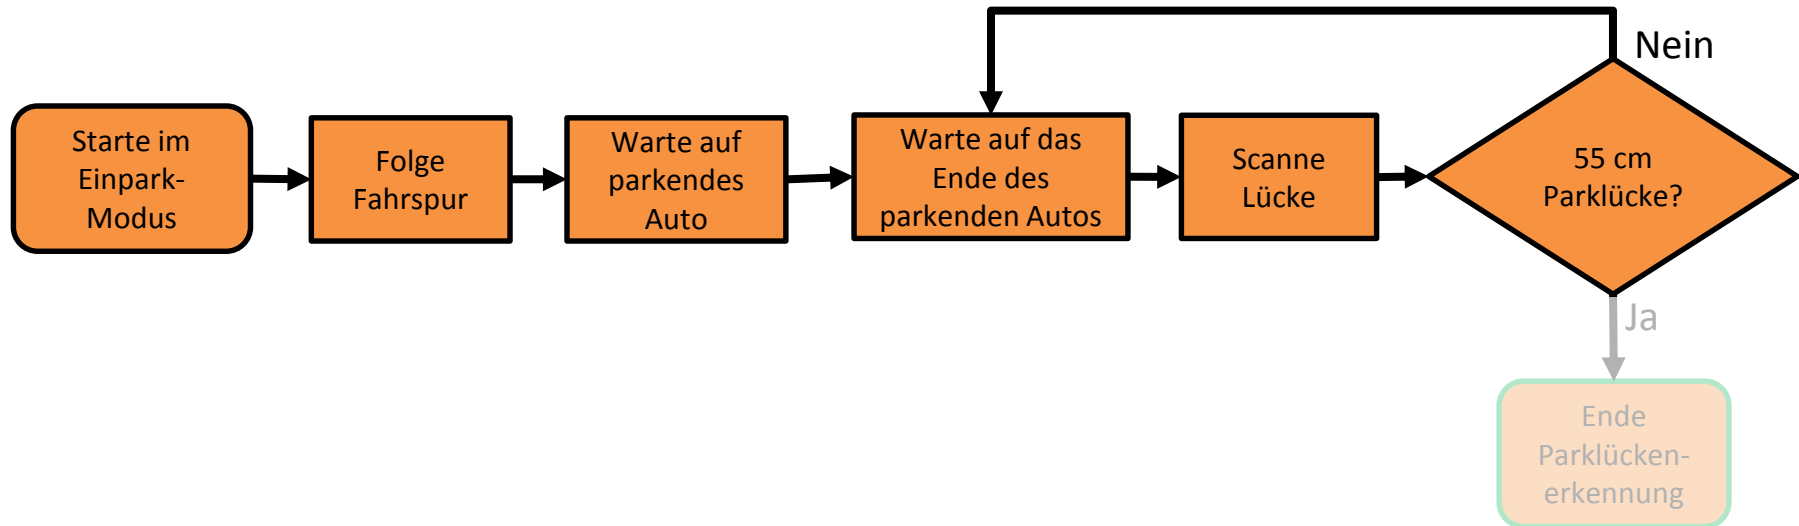 Starte im
Einpark-
Modus
Folge
Fahrspur
Warte auf
parkendes
Auto
Warte auf das
Ende des
parkenden Autos
Scanne
Lücke
55 cm
Parklücke?
Nein
Ja
Ende
Parklücken-
erkennung